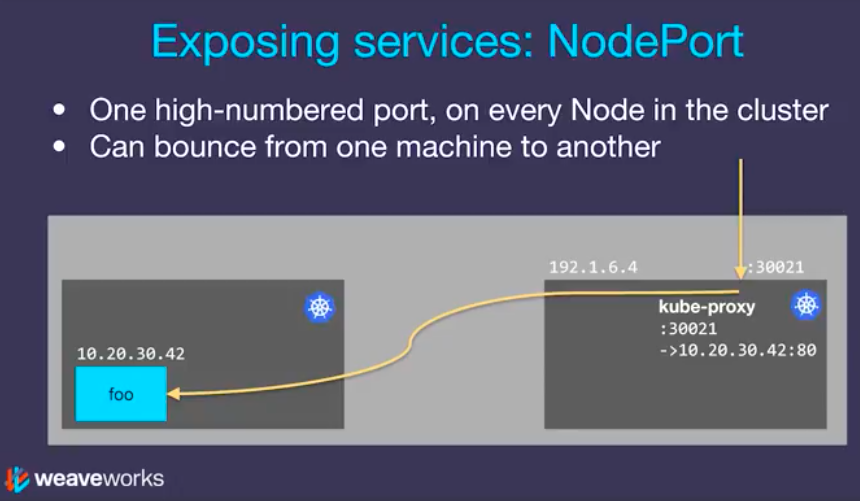 Exposing services: NodePort
• One high-numbered port, on every Node in the cluster
• Can bounce from one machine to another
192.1.6.4 :30021
kube-proxy
:30021
->10.20.30.42:80
10.20.30.42
foo
weaveworks